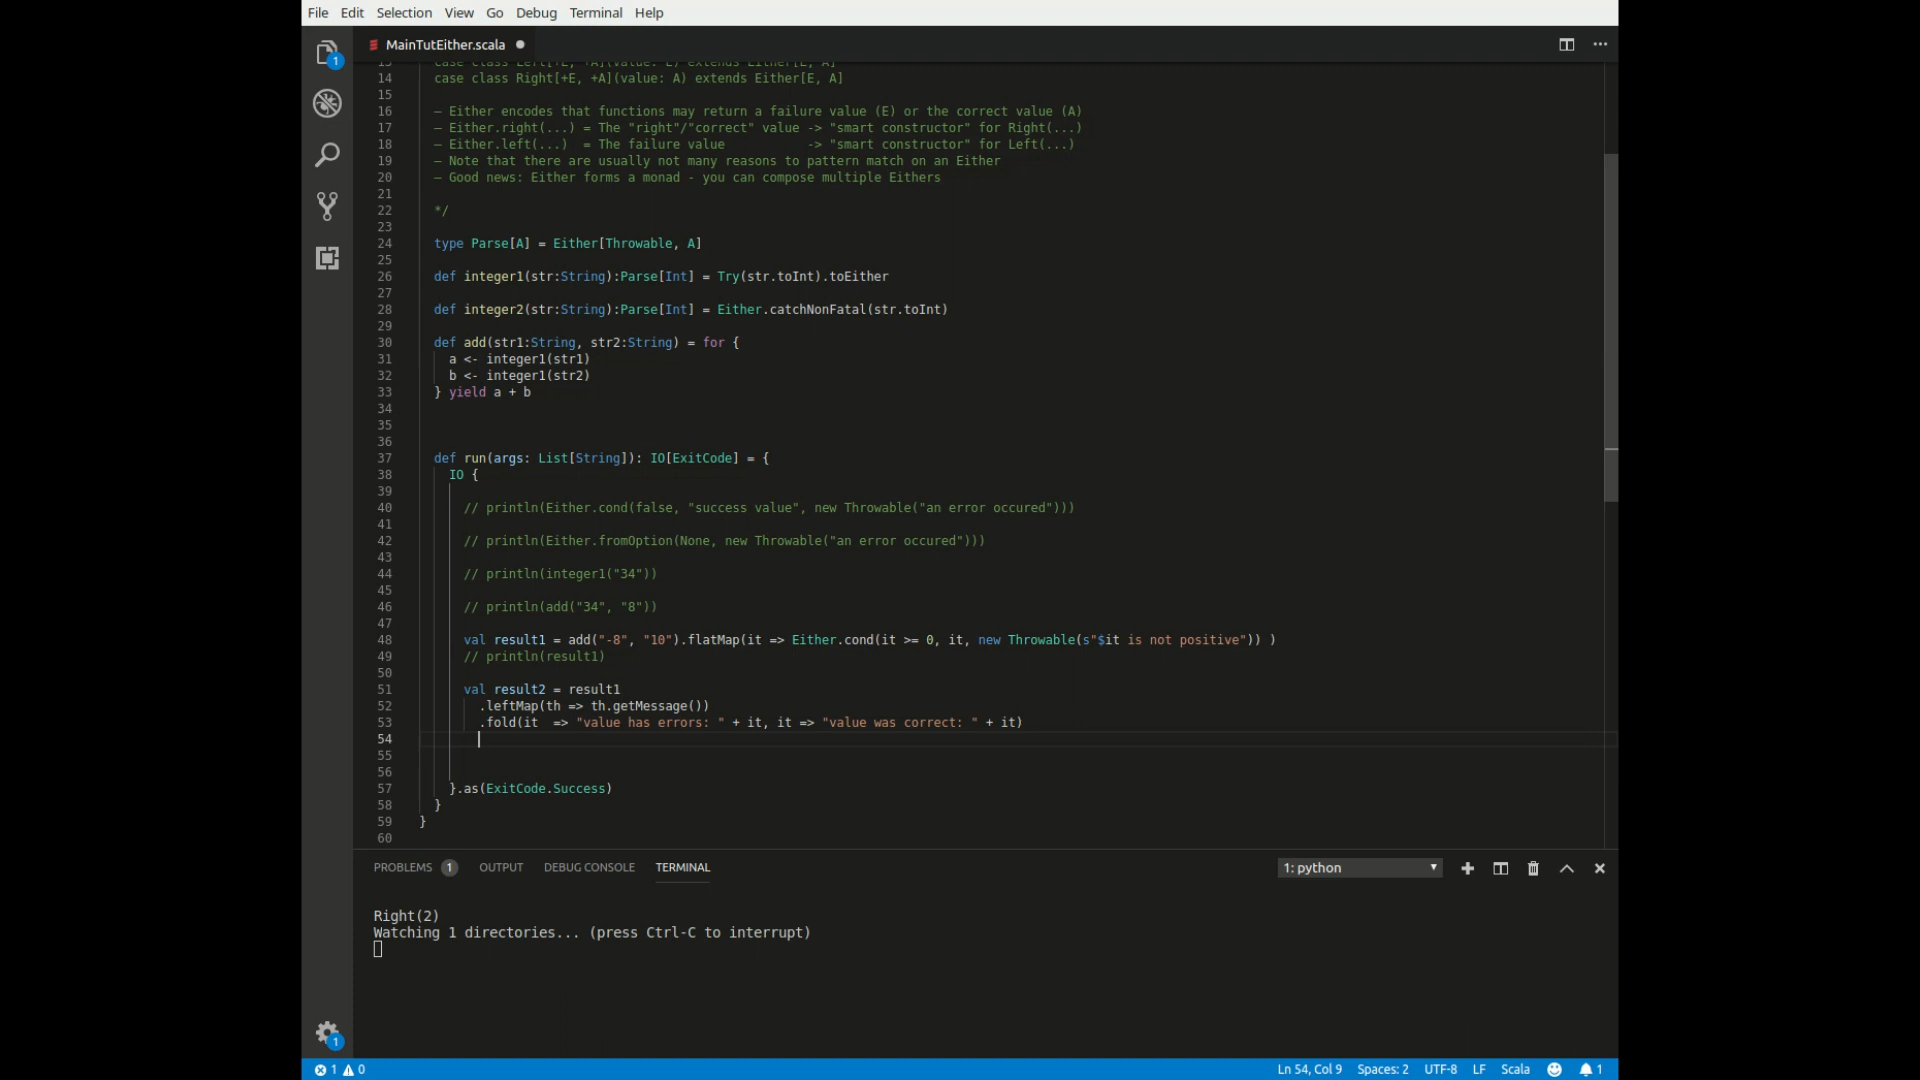 File Edit Selection View Go Debug Terminal Help
MainTutEither.scala
13 case class Left[+E, +A](value: E) extends Either[E, A]
14 case class Right[+E, +A](value: A) extends Either[E, A]
15
16 – Either encodes that functions may return a failure value (E) or the correct value (A)
17 – Either.right(...) = The "right"/"correct" value -> "smart constructor" for Right(...)
18 – Either.left(...)  = The failure value           -> "smart constructor" for Left(...)
19 – Note that there are usually not many reasons to pattern match on an Either
20 – Good news: Either forms a monad - you can compose multiple Eithers
21
22 */
23
24 type Parse[A] = Either[Throwable, A]
25
26 def integer1(str:String):Parse[Int] = Try(str.toInt).toEither
27
28 def integer2(str:String):Parse[Int] = Either.catchNonFatal(str.toInt)
29
30 def add(str1:String, str2:String) = for {
31 a <- integer1(str1)
32 b <- integer1(str2)
33 } yield a + b
34
35
36
37 def run(args: List[String]): IO[ExitCode] = {
38 IO {
39
40 // println(Either.cond(false, "success value", new Throwable("an error occured")))
41
42 // println(Either.fromOption(None, new Throwable("an error occured")))
43
44 // println(integer1("34"))
45
46 // println(add("34", "8"))
47
48 val result1 = add("-8", "10").flatMap(it => Either.cond(it >= 0, it, new Throwable(s"$it is not positive")) )
49 // println(result1)
50
51 val result2 = result1
52 .leftMap(th => th.getMessage())
53 .fold(it  => "value has errors: " + it, it => "value was correct: " + it)
54
55
56
57 }.as(ExitCode.Success)
58 }
59 }
60
PROBLEMS 1 OUTPUT DEBUG CONSOLE TERMINAL 1: python
Right(2)
Watching 1 directories... (press Ctrl-C to interrupt)
1 0 Ln 54, Col 9 Spaces: 2 UTF-8 LF Scala 1